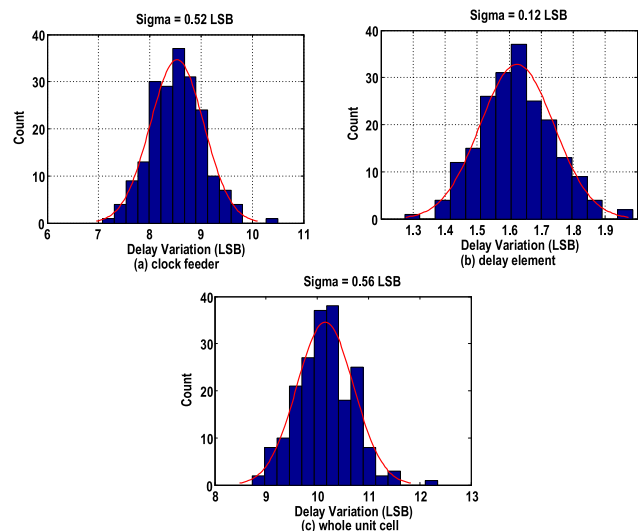 Sigma = 0.52 LSB
40
30
20
10
0
Count
6 7 8 9 10 11
Delay Variation (LSB)
(a) clock feeder
Sigma = 0.12 LSB
40
30
20
10
0
Count
1.3 1.4 1.5 1.6 1.7 1.8 1.9
Delay Variation (LSB)
(b) delay element
Sigma = 0.56 LSB
40
30
20
10
0
Count
8 9 10 11 12 13
Delay Variation (LSB)
(c) whole unit cell